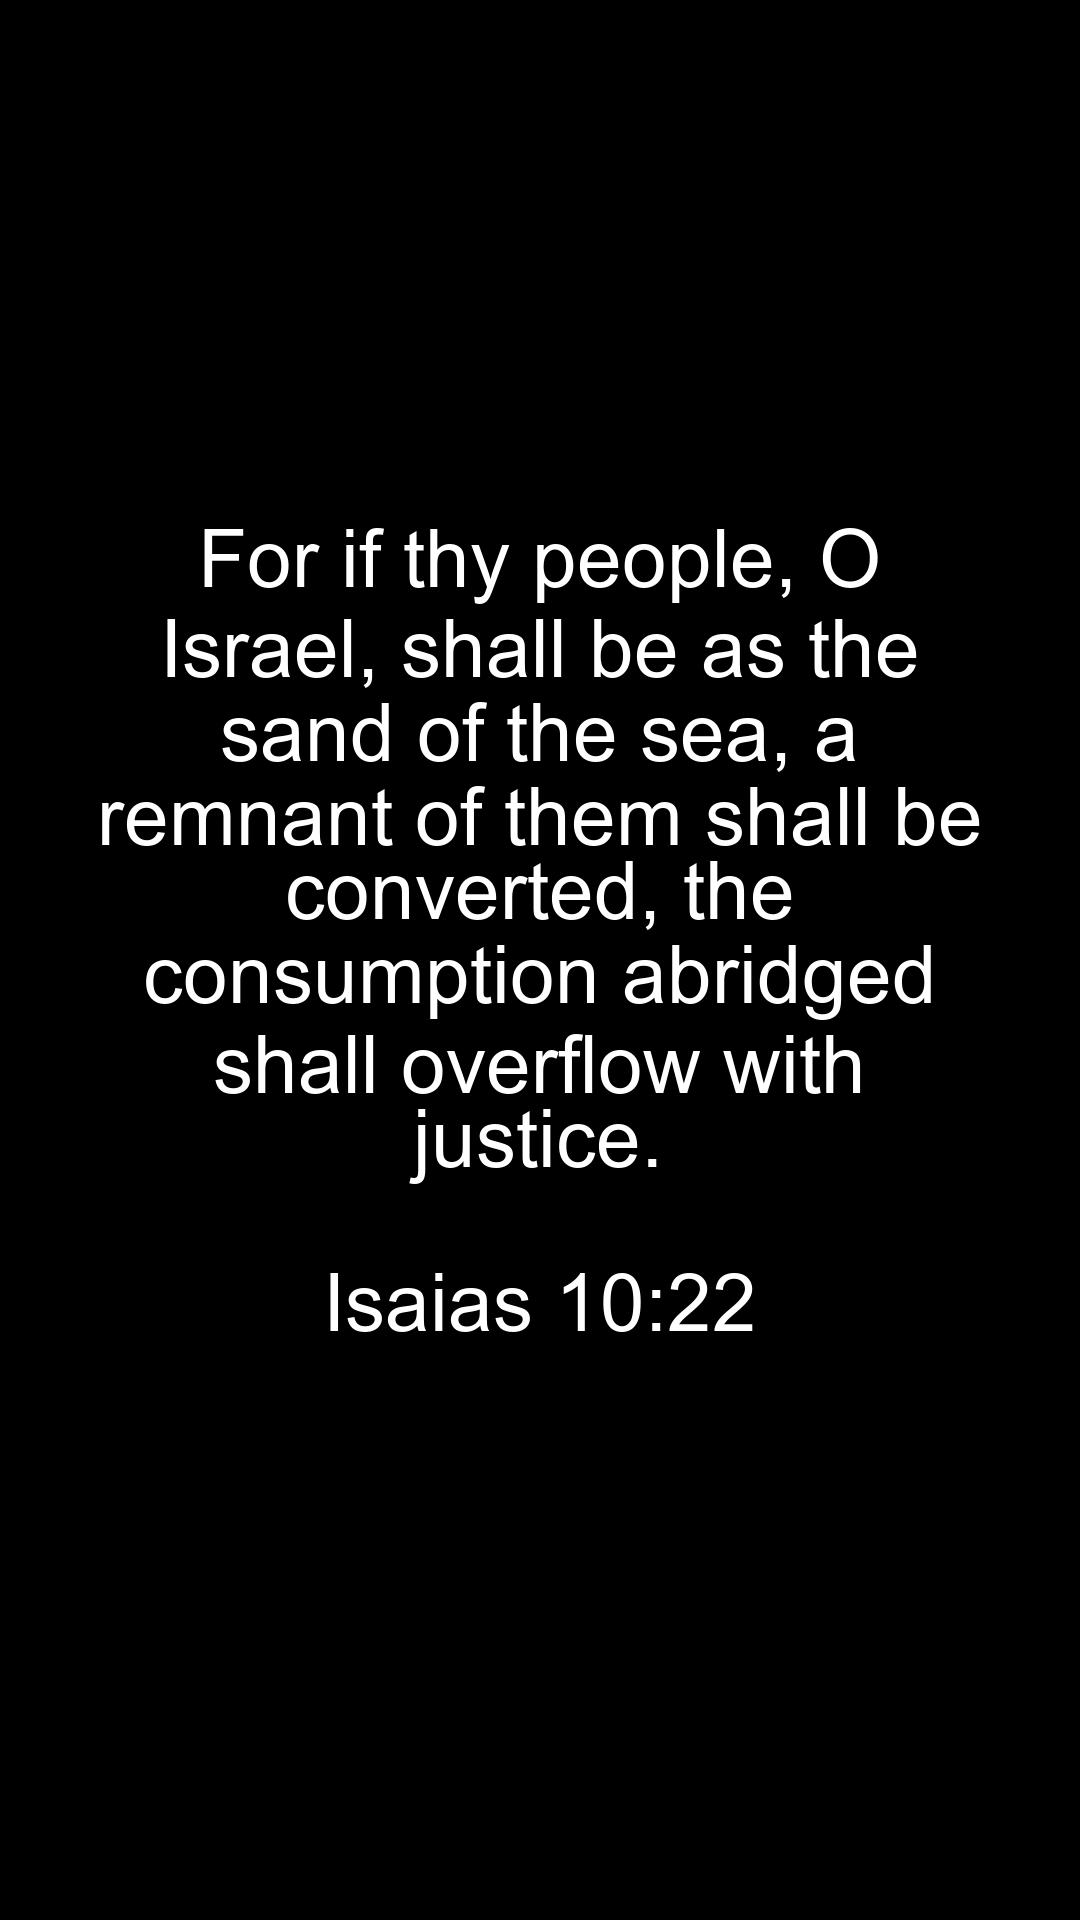 For if thy people, O
Israel, shall be as the
sand of the sea, a
remnant of them shall be
converted, the
consumption abridged
shall overflow with
justice.
Isaias 10:22